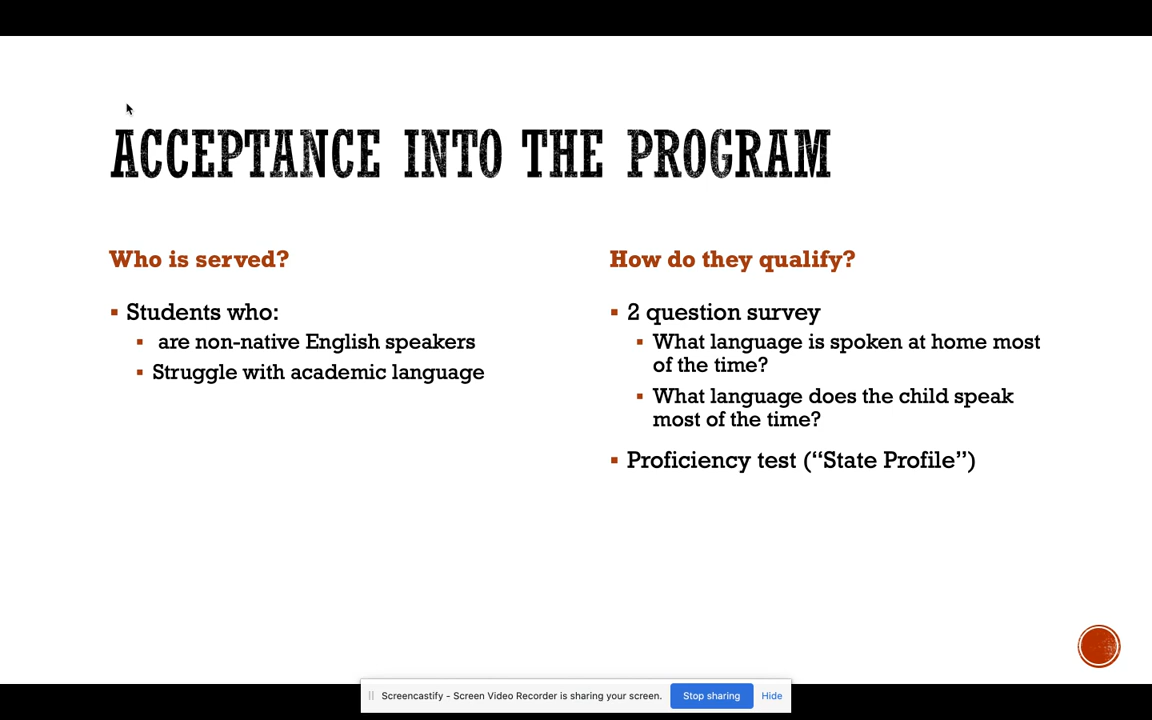 ACCEPTANCE INTO THE PROGRAM
Who is served?
▪ Students who:
▪ are non-native English speakers
▪ Struggle with academic language
How do they qualify?
▪ 2 question survey
▪ What language is spoken at home most
of the time?
▪ What language does the child speak
most of the time?
▪ Proficiency test (“State Profile”)
Screencastify - Screen Video Recorder is sharing your screen.
Stop sharing
Hide